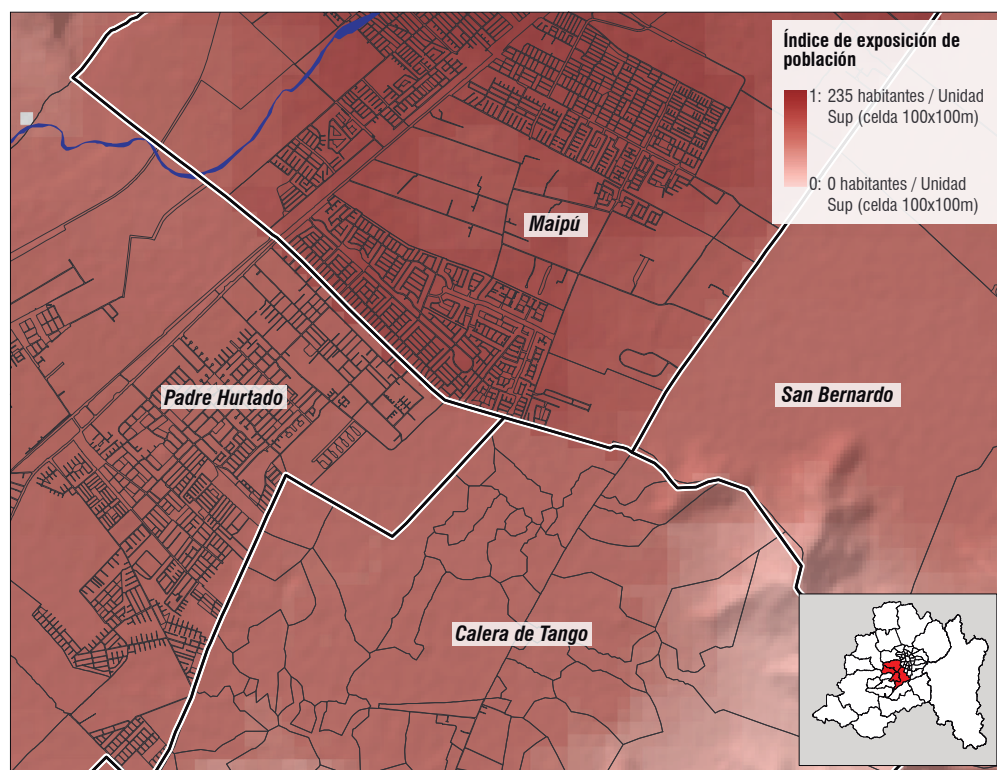 Índice de exposición de
población
1: 235 habitantes / Unidad
Sup (celda 100x100m)
0: 0 habitantes / Unidad
Sup (celda 100x100m)
Maipú
Padre Hurtado
San Bernardo
Calera de Tango